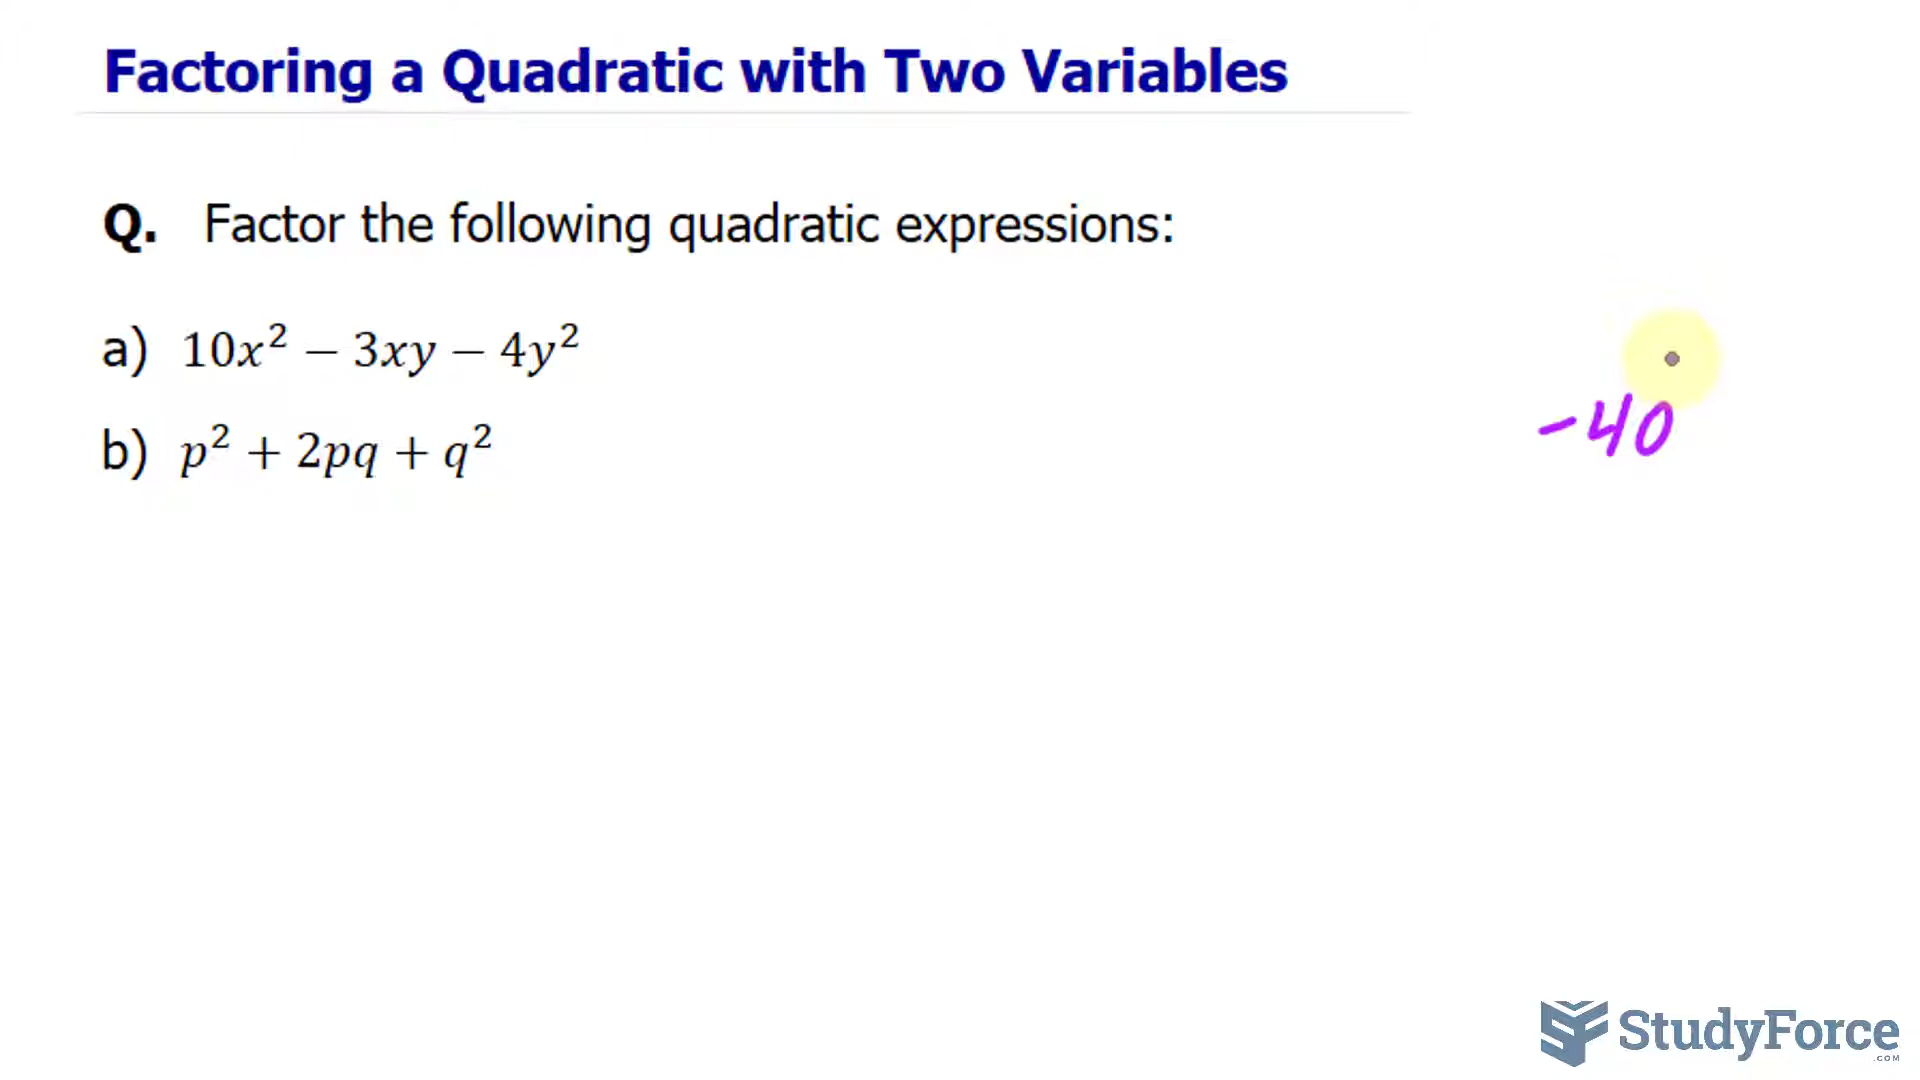 Factoring a Quadratic with Two Variables
Q. Factor the following quadratic expressions:
a) 10x² − 3xy − 4y²
b) p² + 2pq + q²
-40
StudyForce
.COM